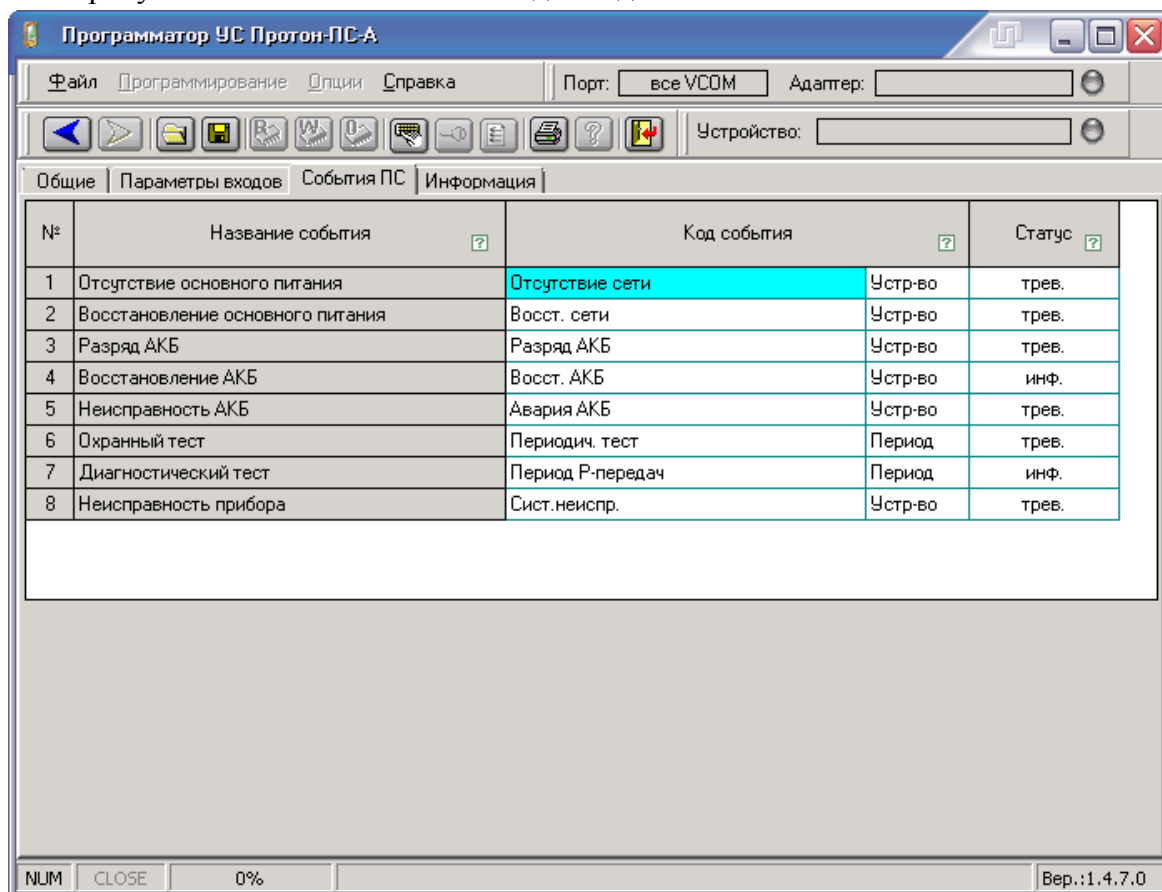 Программатор УС Протон-ПС-А
Файл Программирование Опции Справка Порт: все VCOM Адаптер:
Устройство:
Общие Параметры входов События ПС Информация
№ Название события ? Код события ? Статус ?
1 Отсутствие основного питания Отсутствие сети Устр-во трев.
2 Восстановление основного питания Восст. сети Устр-во трев.
3 Разряд АКБ Разряд АКБ Устр-во трев.
4 Восстановление АКБ Восст. АКБ Устр-во инф.
5 Неисправность АКБ Авария АКБ Устр-во трев.
6 Охранный тест Периодич. тест Период трев.
7 Диагностический тест Период Р-передач Период инф.
8 Неисправность прибора Сист.неиспр. Устр-во трев.
NUM CLOSE 0% Вер.:1.4.7.0